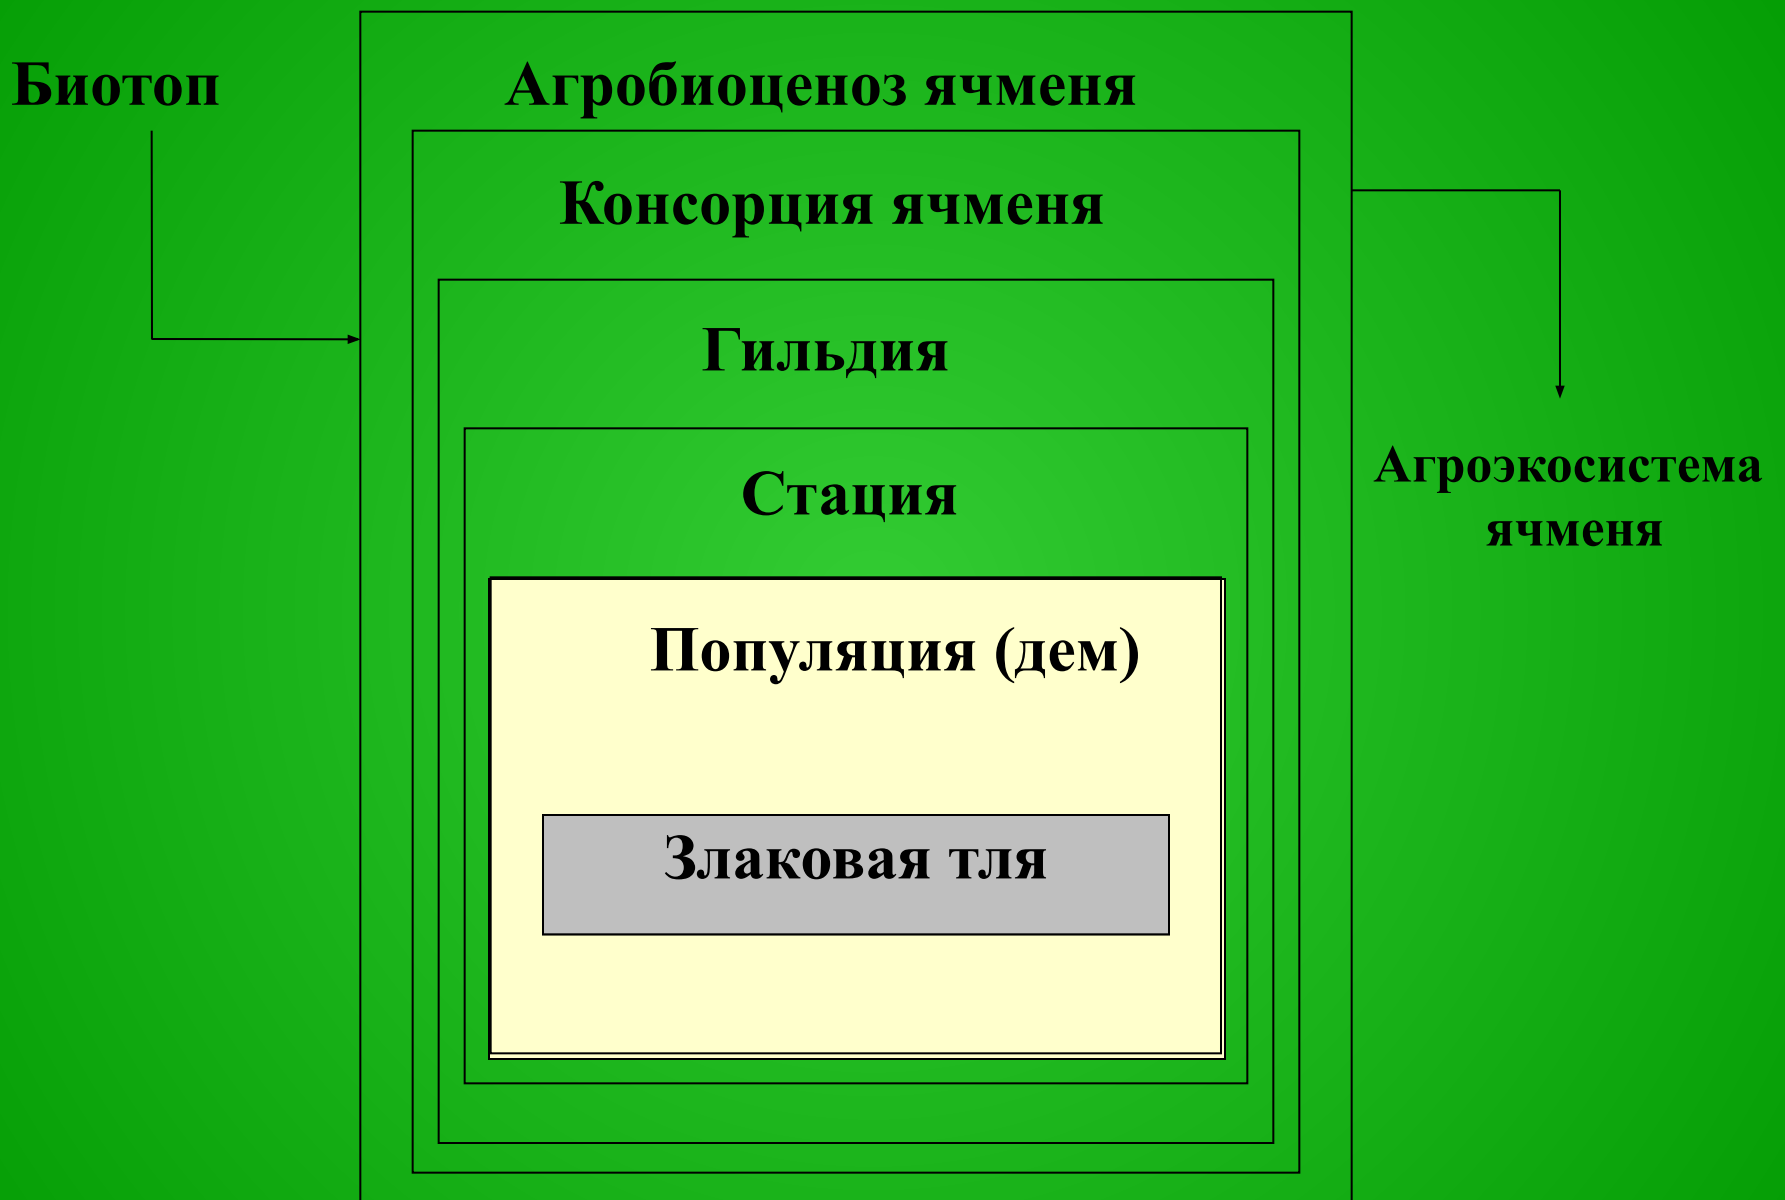 Биотоп
Агробиоценоз ячменя
Консорция ячменя
Гильдия
Стация
Агроэкосистема
ячменя
Популяция (дем)
Злаковая тля